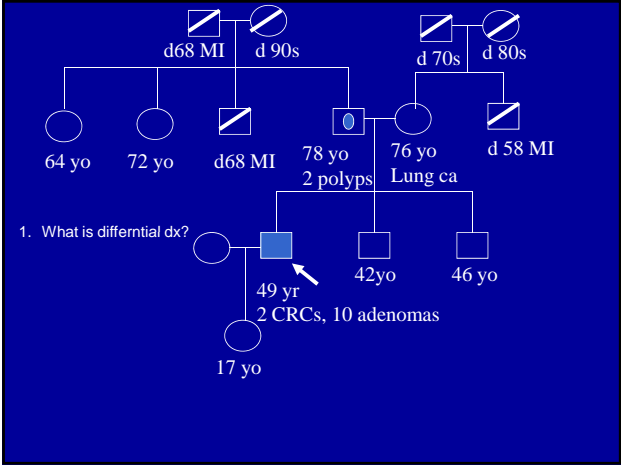 d68 MI
d 90s
d 70s
d 80s
64 yo
72 yo
d68 MI
78 yo
2 polyps
76 yo
Lung ca
d 58 MI
1. What is differntial dx?
49 yr
2 CRCs, 10 adenomas
42yo
46 yo
17 yo